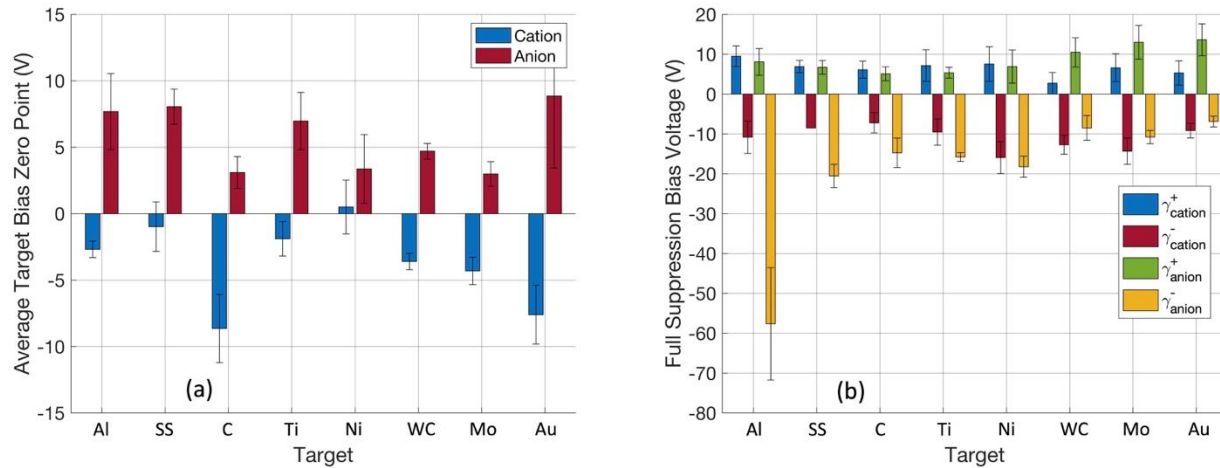 15
10
5
0
-5
-10
-15
Average Target Bias Zero Point (V)
Cation
Anion
(a)
Al SS C Ti Ni WC Mo Au
Target
20
10
0
-10
-20
-30
-40
-50
-60
-70
-80
Full Suppression Bias Voltage (V)
γ+cation
γ-cation
γ+anion
γ-anion
(b)
Al SS C Ti Ni WC Mo Au
Target